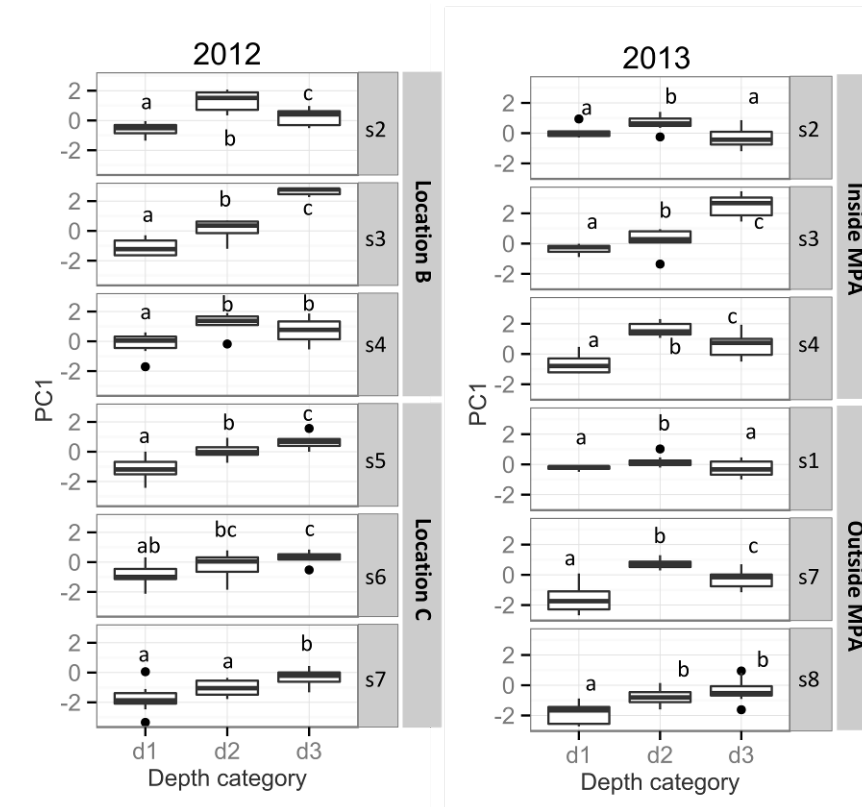 2012
PC1
2
0
-2
a
b
c
s2
2
0
-2
a
b
c
s3
2
0
-2
a
b
b
s4
Location B
2
0
-2
a
b
c
s5
2
0
-2
ab
bc
c
s6
2
0
-2
a
a
b
s7
Location C
d1 d2 d3
Depth category
2013
PC1
2
0
-2
a
b
a
s2
2
0
-2
a
b
c
s3
2
0
-2
a
b
c
s4
Inside MPA
2
0
-2
a
b
a
s1
2
0
-2
a
b
c
s7
2
0
-2
a
b
b
s8
Outside MPA
d1 d2 d3
Depth category